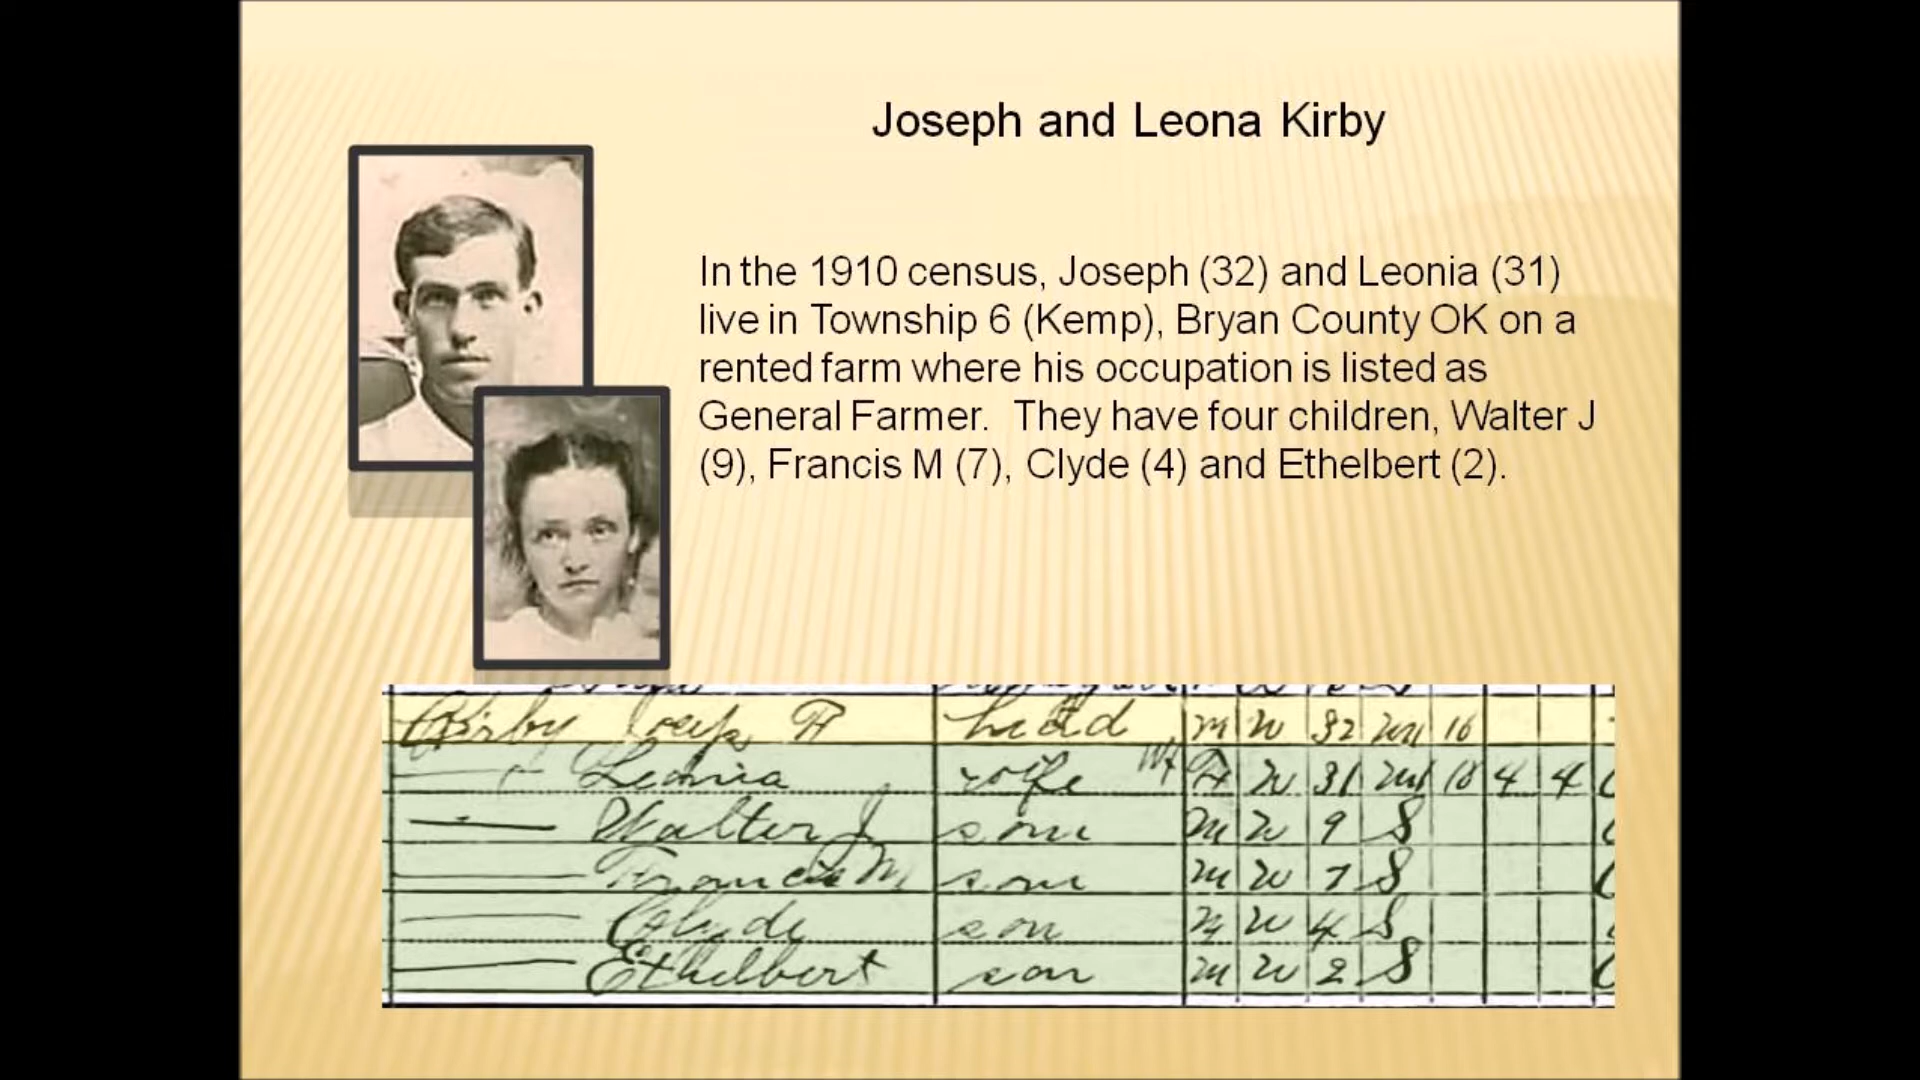 Joseph and Leona Kirby
In the 1910 census, Joseph (32) and Leonia (31)
live in Township 6 (Kemp), Bryan County OK on a
rented farm where his occupation is listed as
General Farmer. They have four children, Walter J
(9), Francis M (7), Clyde (4) and Ethelbert (2).
Kirby F head m w 32 m1 16
Leonia wife F w 31 m1 4 4
Walter J son m w 9 S
Francis M son m w 7 S
Clyde son m w 4 S
Ethelbert son m w 2 S